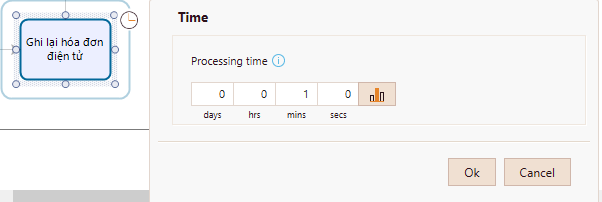 Ghi lại hóa đơn
điện tử
Time
Processing time
0 0 1 0
days hrs mins secs
Ok Cancel